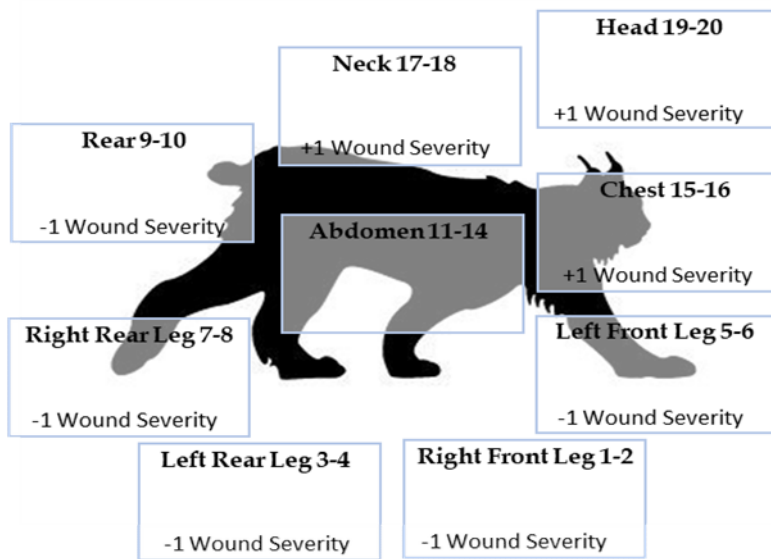 Head 19-20
+1 Wound Severity
Neck 17-18
+1 Wound Severity
Rear 9-10
-1 Wound Severity
Chest 15-16
+1 Wound Severity
Abdomen 11-14
Right Rear Leg 7-8
-1 Wound Severity
Left Front Leg 5-6
-1 Wound Severity
Left Rear Leg 3-4
-1 Wound Severity
Right Front Leg 1-2
-1 Wound Severity